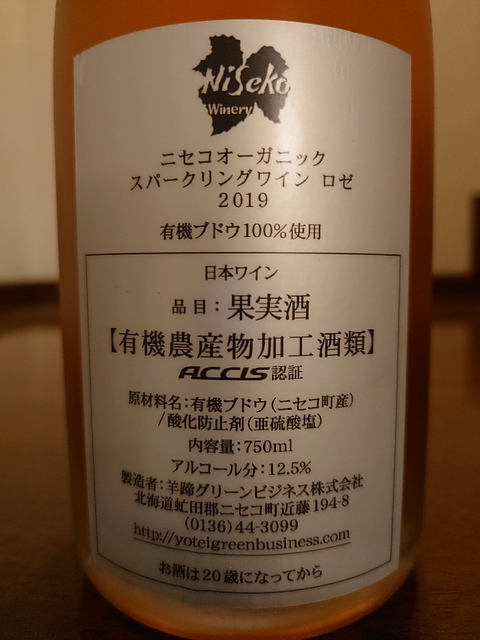 Niseko
Winery
ニセコオーガニック
スパークリングワイン ロゼ
2019
有機ブドウ100%使用
日本ワイン
品目：果実酒
【有機農産物加工酒類】
ACCIS認証
原材料名：有機ブドウ（ニセコ町産）
/酸化防止剤（亜硫酸塩）
内容量：750ml
アルコール分：12.5%
製造者：羊蹄グリーンビジネス株式会社
北海道虻田郡ニセコ町近藤194-8
(0136)44-3099
http://yoteigreenbusiness.com
お酒は20歳になってから